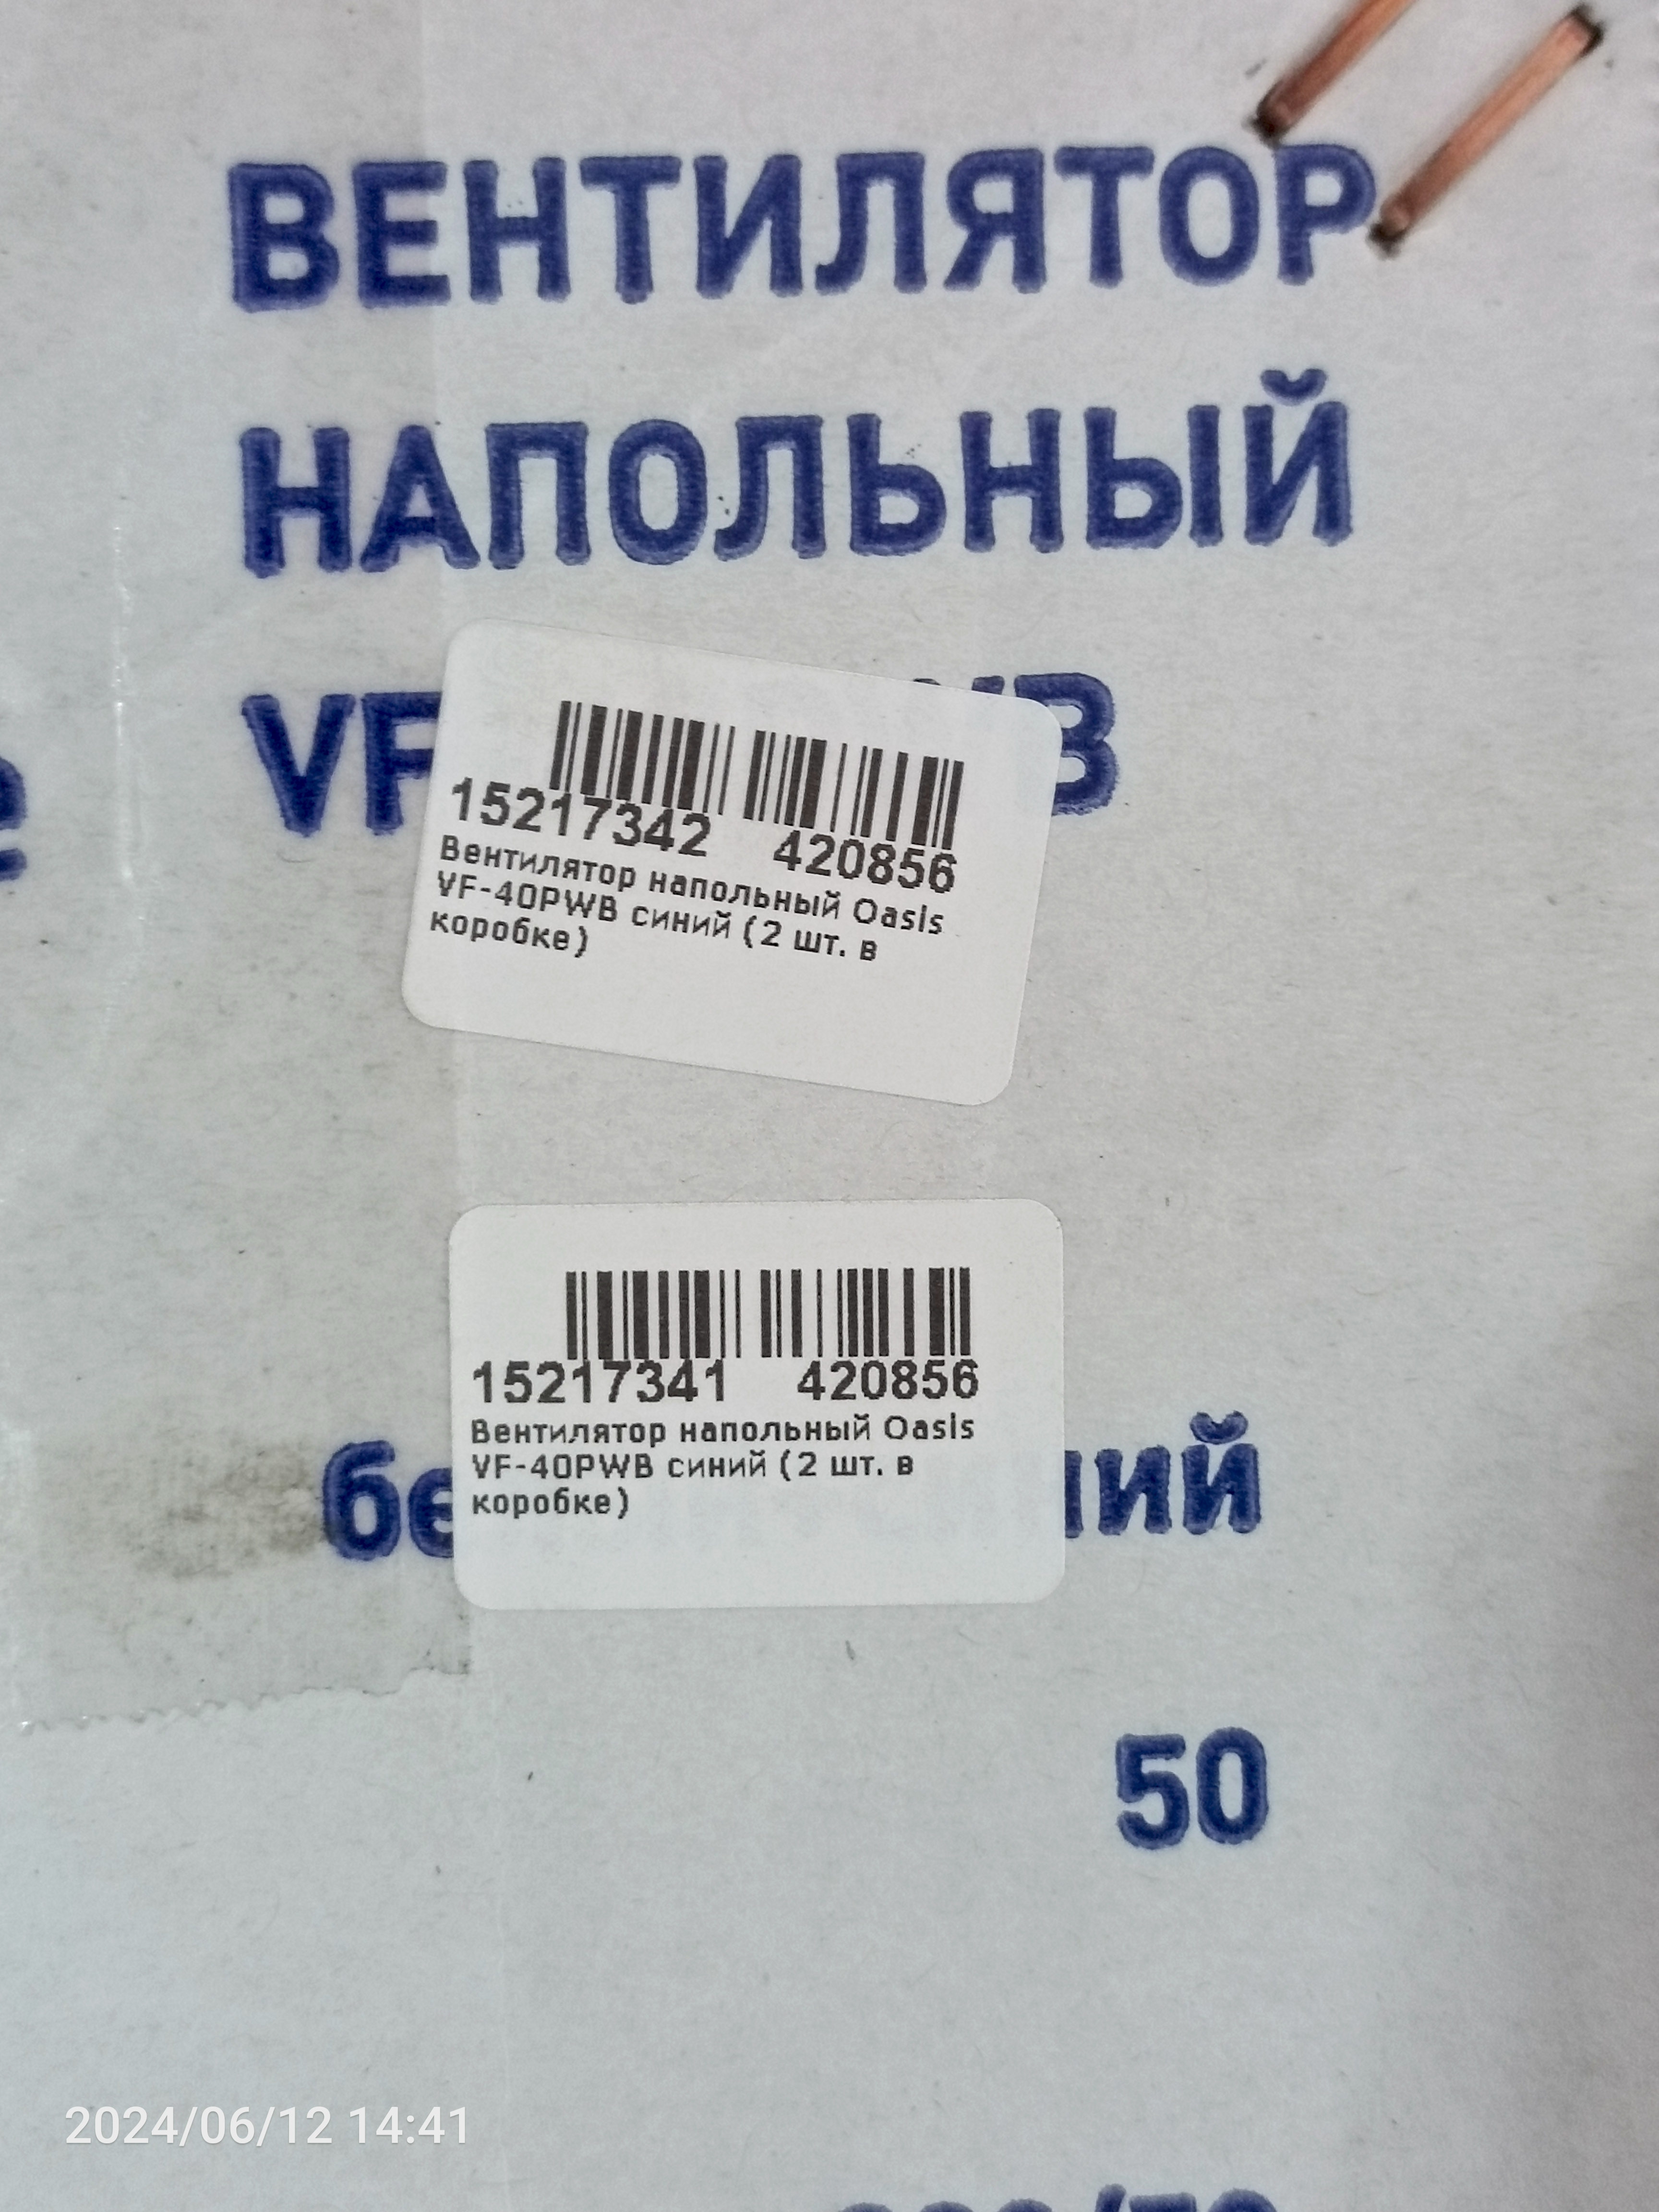 ВЕНТИЛЯТОР
НАПОЛЬНЫЙ
15217342 420856
Вентилятор напольный Oasis
VF-40PWB синий (2 шт. в
коробке)
15217341 420856
Вентилятор напольный Oasis
VF-40PWB синий (2 шт. в
коробке)
50
2024/06/12 14:41